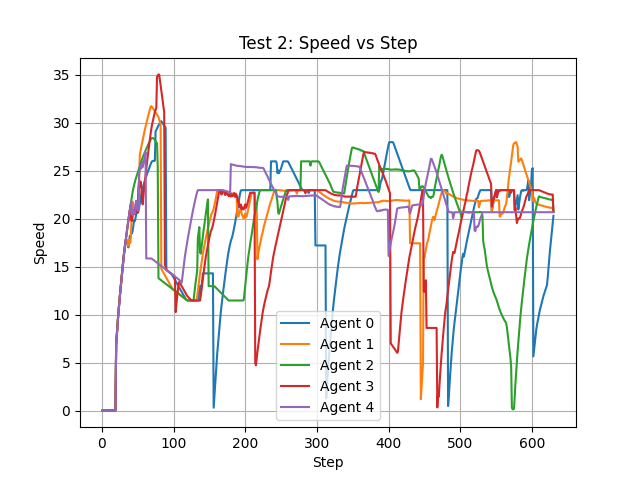 Test 2: Speed vs Step
Speed
35
30
25
20
15
10
5
0
Agent 0
Agent 1
Agent 2
Agent 3
Agent 4
0 100 200 300 400 500 600
Step